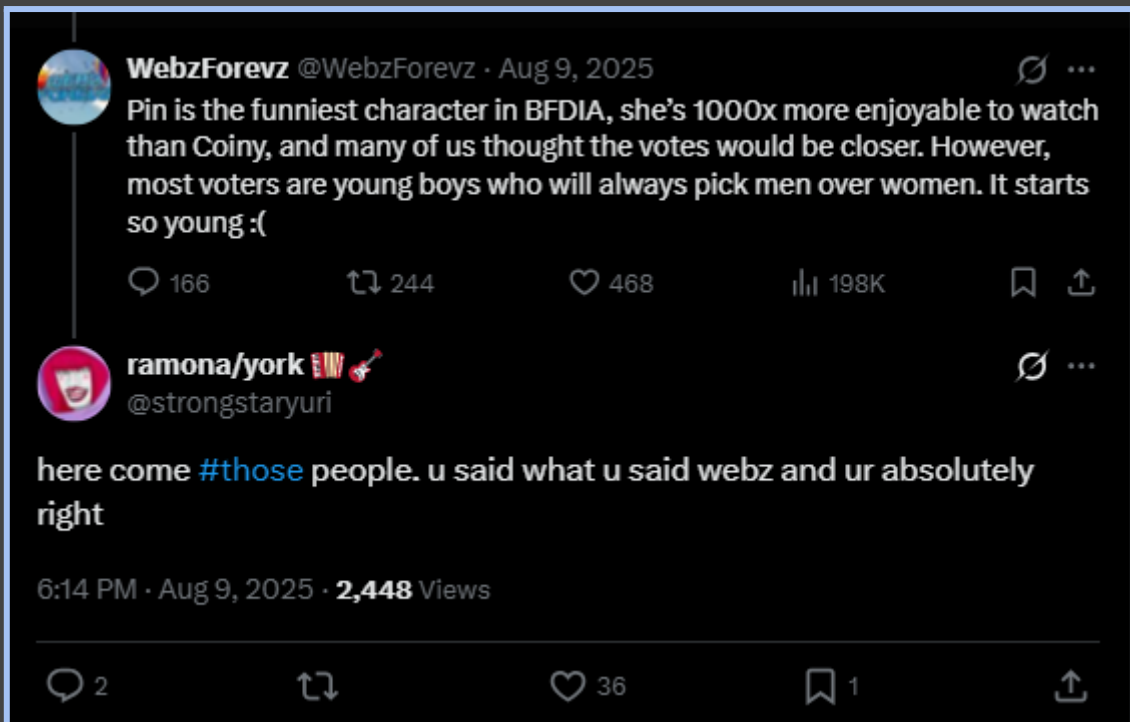 WebzForevz @WebzForevz · Aug 9, 2025
Pin is the funniest character in BFDIA, she's 1000x more enjoyable to watch
than Coiny, and many of us thought the votes would be closer. However,
most voters are young boys who will always pick men over women. It starts
so young :(
166 244 468 198K
ramona/york 🪗🎸
@strongstaryuri
here come #those people. u said what u said webz and ur absolutely
right
6:14 PM · Aug 9, 2025 · 2,448 Views
2 36 1